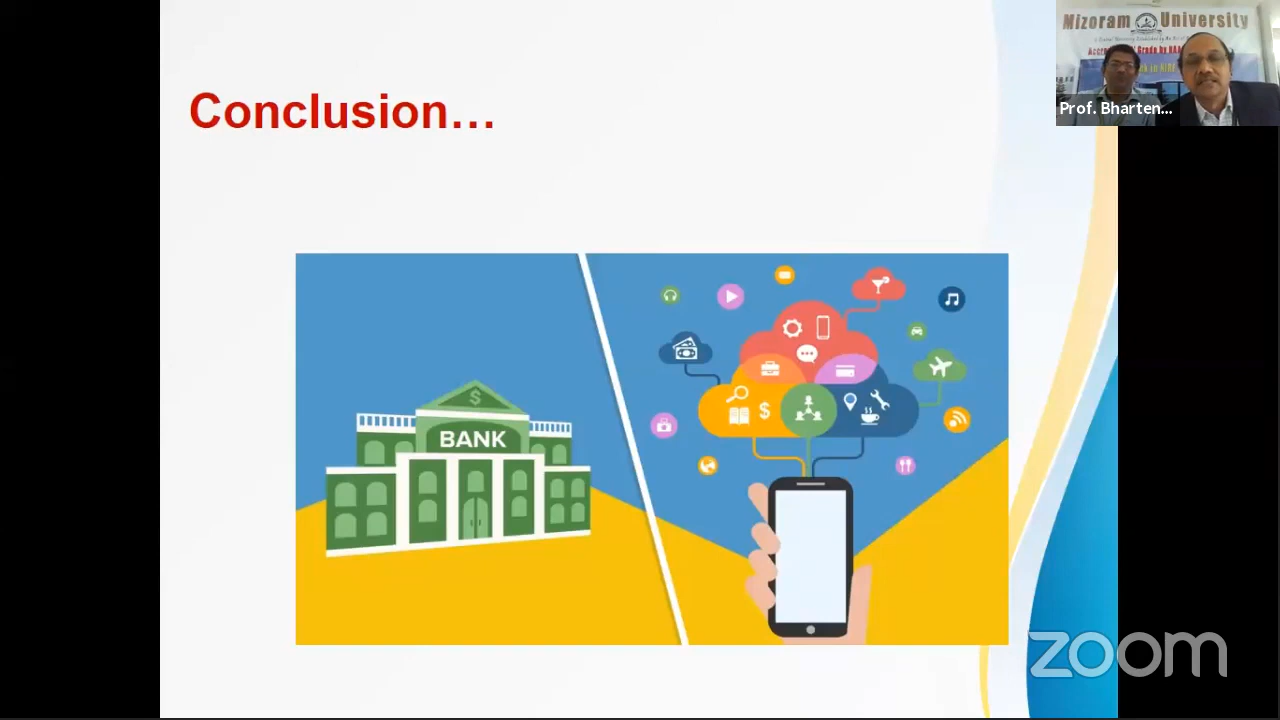 Conclusion…
$
BANK
$
Mizoram University
Prof. Bharten...
zoom